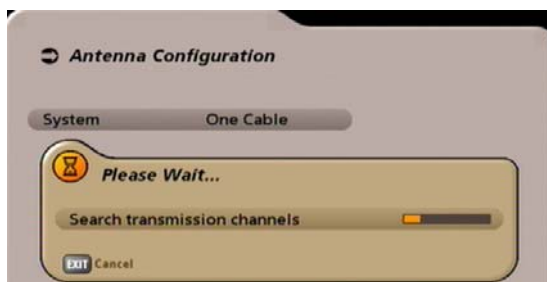 Antenna Configuration
System One Cable
Please Wait...
Search transmission channels
EXIT Cancel